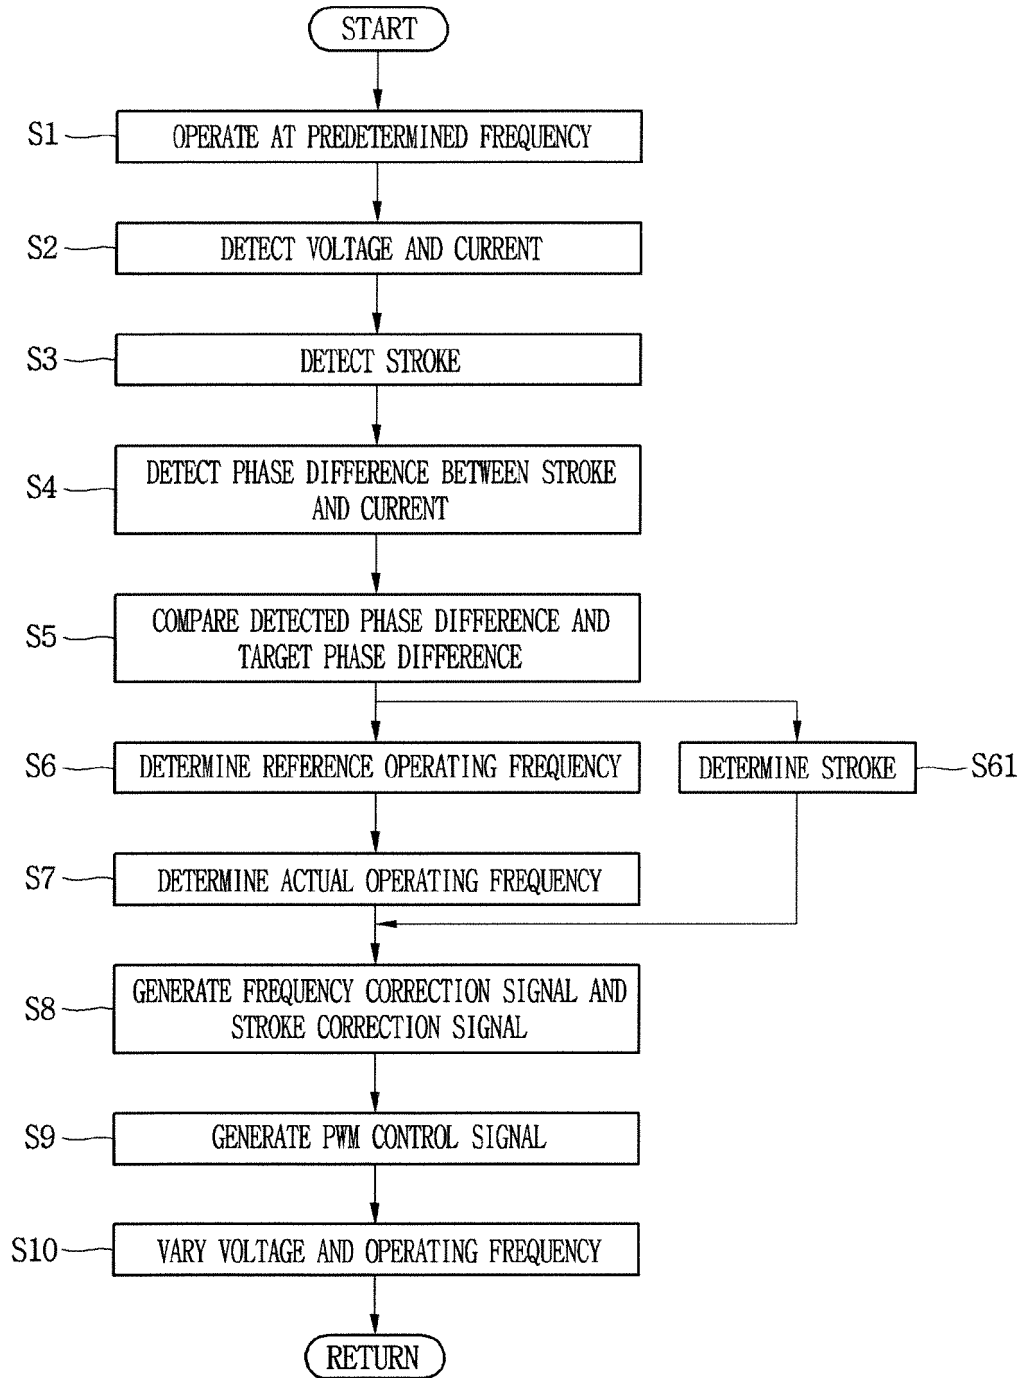 START
S1
OPERATE AT PREDETERMINED FREQUENCY
S2
DETECT VOLTAGE AND CURRENT
S3
DETECT STROKE
S4
DETECT PHASE DIFFERENCE BETWEEN STROKE
AND CURRENT
S5
COMPARE DETECTED PHASE DIFFERENCE AND
TARGET PHASE DIFFERENCE
S6
DETERMINE REFERENCE OPERATING FREQUENCY
DETERMINE STROKE
S61
S7
DETERMINE ACTUAL OPERATING FREQUENCY
S8
GENERATE FREQUENCY CORRECTION SIGNAL AND
STROKE CORRECTION SIGNAL
S9
GENERATE PWM CONTROL SIGNAL
S10
VARY VOLTAGE AND OPERATING FREQUENCY
RETURN